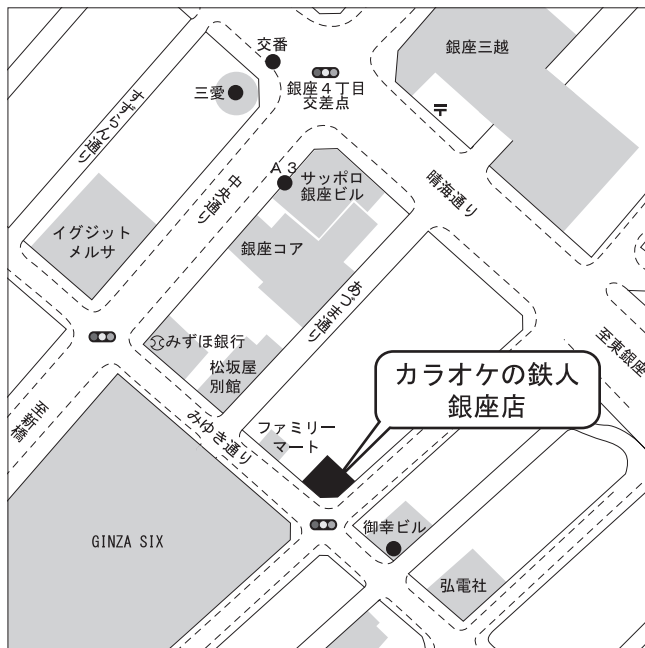 交番
銀座三越
三愛
銀座４丁目
交差点
〒
すずらん通り
Ａ３
サッポロ
銀座ビル
中央通り
晴海通り
イグジット
メルサ
銀座コア
あづま通り
みずほ銀行
至東銀座
松坂屋
別館
カラオケの鉄人
銀座店
至新橋
みゆき通り
ファミリー
マート
御幸ビル
GINZA SIX
弘電社